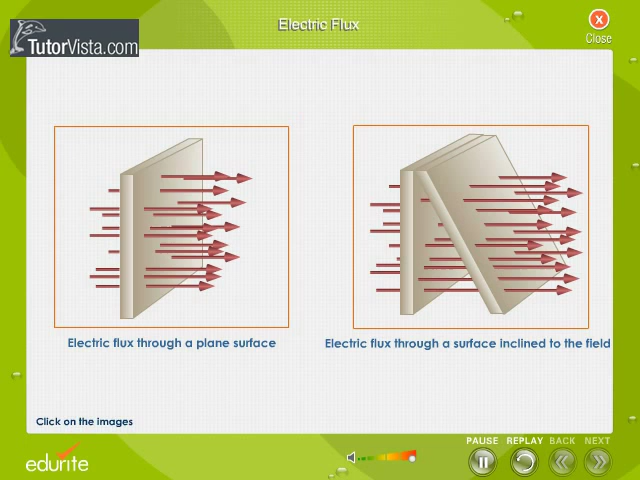 Electric Flux
TutorVista.com
X
Close
Electric flux through a plane surface
Electric flux through a surface inclined to the field
Click on the images
PAUSE REPLAY BACK NEXT
edurite